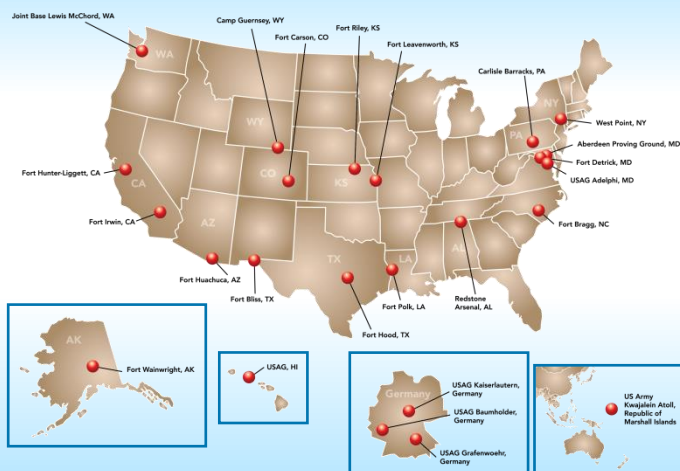 Joint Base Lewis McChord, WA
Camp Guernsey, WY
Fort Riley, KS
Fort Carson, CO
Fort Leavenworth, KS
Carlisle Barracks, PA
WA
NY
WY
West Point, NY
PA
Aberdeen Proving Ground, MD
Fort Detrick, MD
Fort Hunter-Liggett, CA
CA
CO
KS
USAG Adelphi, MD
Fort Irwin, CA
AZ
Fort Bragg, NC
TX
LA
AL
Fort Huachuca, AZ
Fort Bliss, TX
Fort Polk, LA
Redstone
Arsenal, AL
Fort Hood, TX
AK
Fort Wainwright, AK
USAG, HI
Germany
USAG Kaiserlautern,
Germany
USAG Baumholder,
Germany
USAG Grafenwoehr,
Germany
US Army
Kwajalein Atoll,
Republic of
Marshall Islands